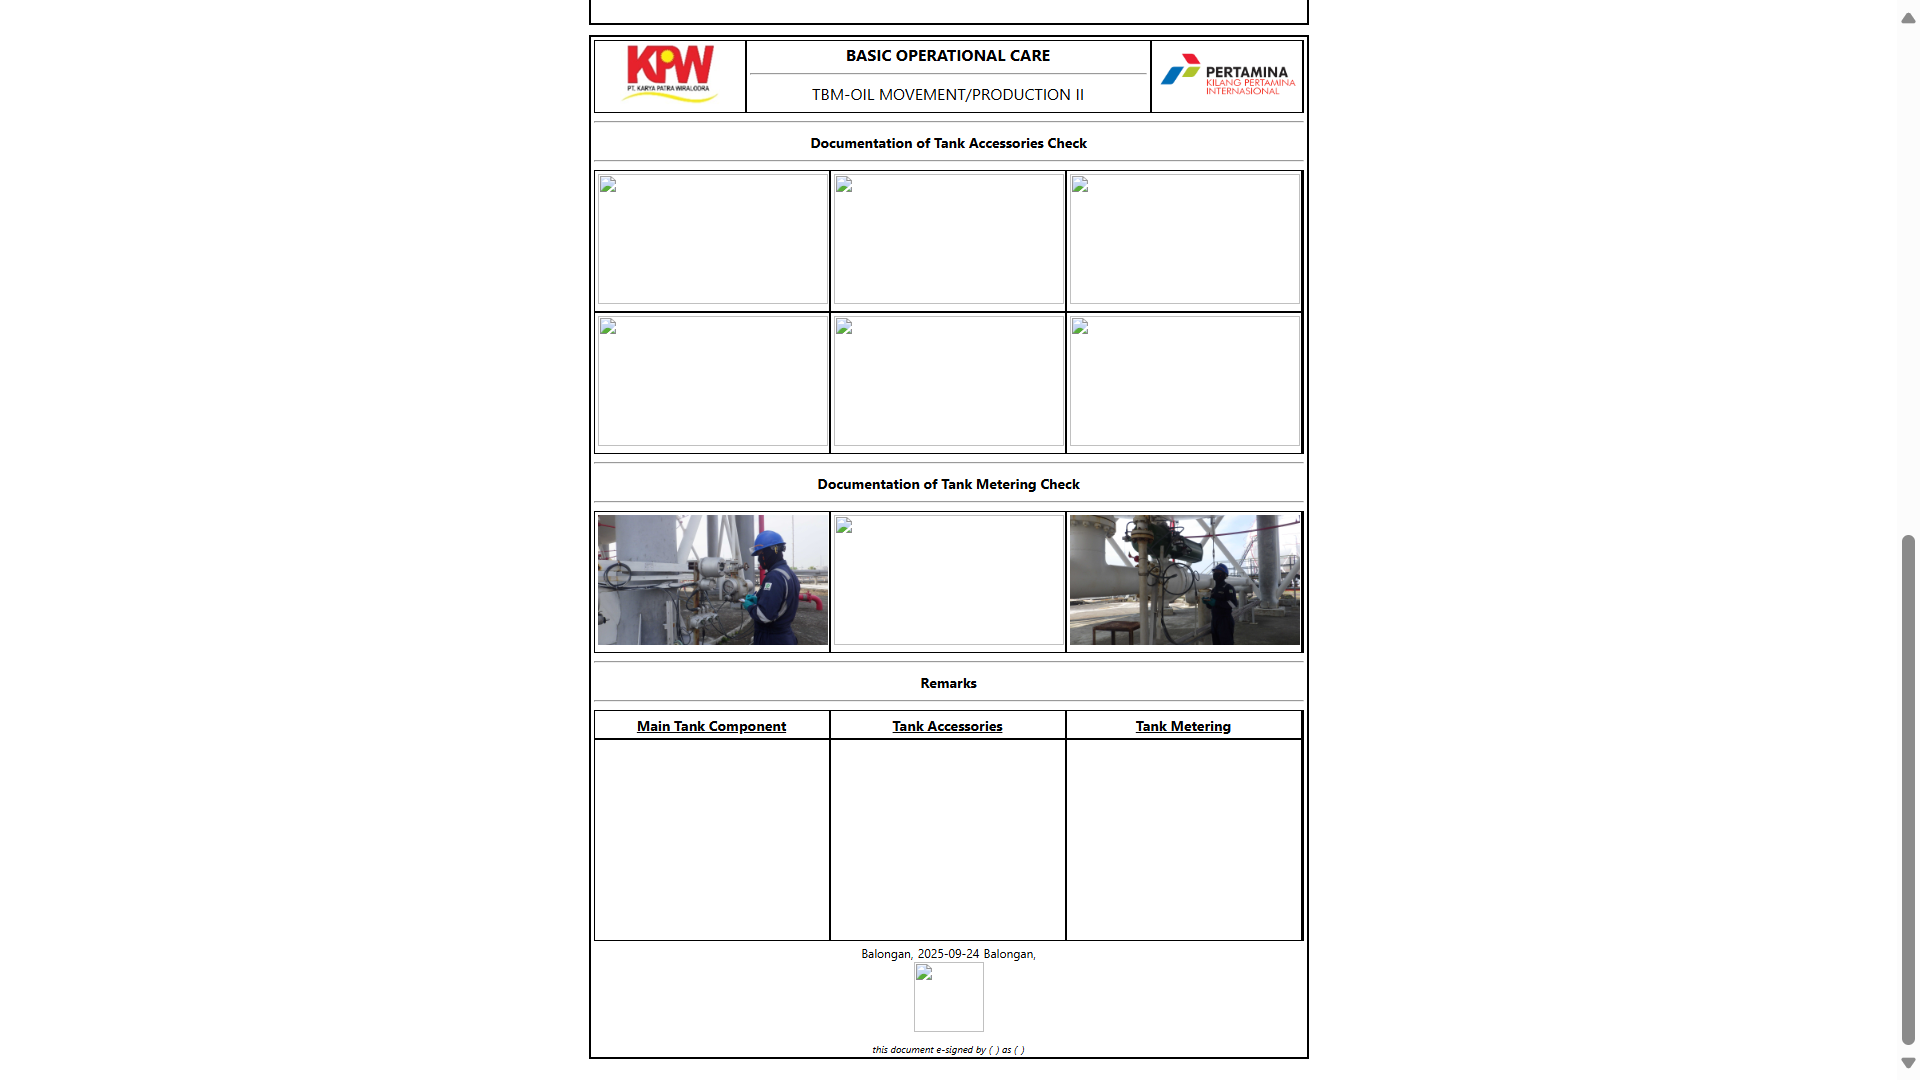 KPW
PT. KARYA PATRA WIRALODRA
BASIC OPERATIONAL CARE
TBM-OIL MOVEMENT/PRODUCTION II
PERTAMINA
KILANG PERTAMINA
INTERNASIONAL
Documentation of Tank Accessories Check
Documentation of Tank Metering Check
Remarks
Main Tank Component
Tank Accessories
Tank Metering
Balongan, 2025-09-24 Balongan,
this document e-signed by ( ) as ( )